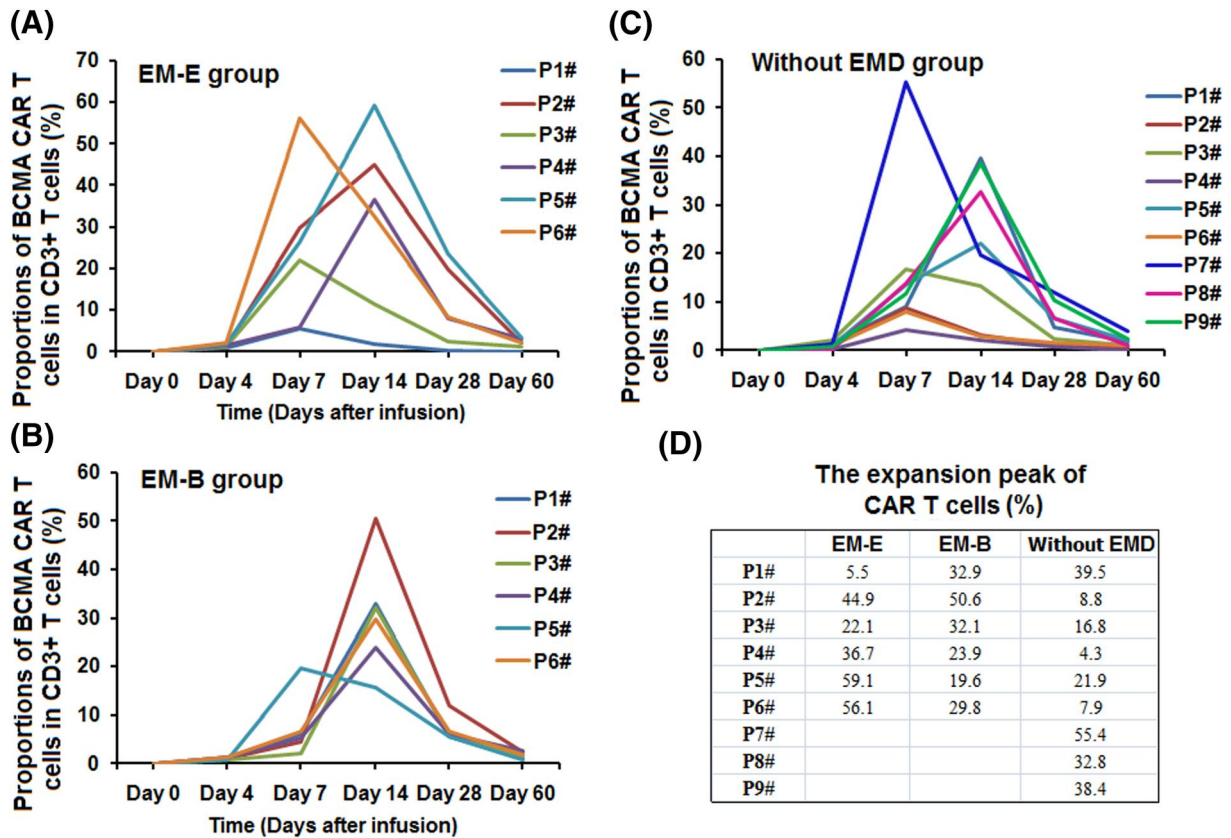 (A)
Proportions of BCMA CAR T
cells in CD3+ T cells (%)
70
60
50
40
30
20
10
0
EM-E group
P1#
P2#
P3#
P4#
P5#
P6#
Day 0 Day 4 Day 7 Day 14 Day 28 Day 60
Time (Days after infusion)
(B)
Proportions of BCMA CAR T
cells in CD3+ T cells (%)
60
50
40
30
20
10
0
EM-B group
P1#
P2#
P3#
P4#
P5#
P6#
Day 0 Day 4 Day 7 Day 14 Day 28 Day 60
Time (Days after infusion)
(C)
Proportions of BCMA CAR T
cells in CD3+ T cells (%)
60
50
40
30
20
10
0
Without EMD group
P1#
P2#
P3#
P4#
P5#
P6#
P7#
P8#
P9#
Day 0 Day 4 Day 7 Day 14 Day 28 Day 60
(D)
The expansion peak of
CAR T cells (%)
EM-E EM-B Without EMD
P1# 5.5 32.9 39.5
P2# 44.9 50.6 8.8
P3# 22.1 32.1 16.8
P4# 36.7 23.9 4.3
P5# 59.1 19.6 21.9
P6# 56.1 29.8 7.9
P7# 55.4
P8# 32.8
P9# 38.4